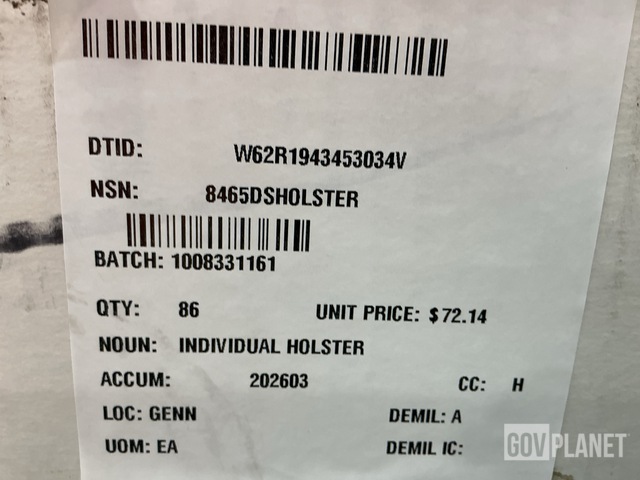 DTID: W62R1943453034V
NSN: 8465DSHOLSTER
BATCH: 1008331161
QTY: 86 UNIT PRICE: $72.14
NOUN: INDIVIDUAL HOLSTER
ACCUM: 202603 CC: H
LOC: GENN DEMIL: A
UOM: EA DEMIL IC:
GOVPLANET